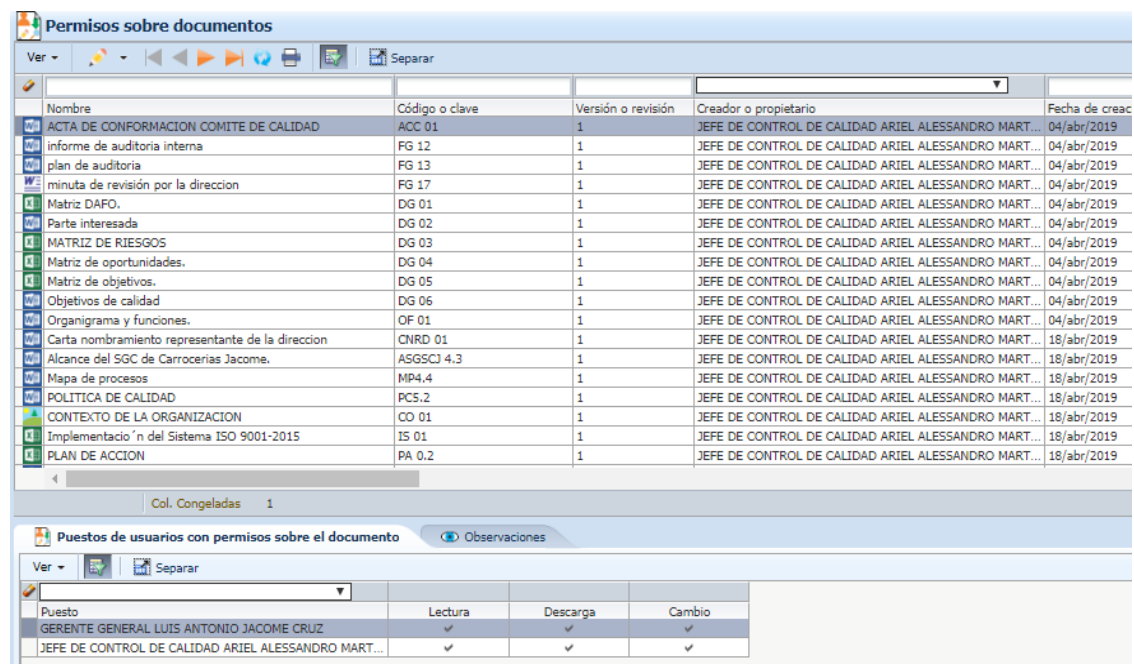 Permisos sobre documentos
Ver Separar
Nombre Código o clave Versión o revisión Creador o propietario Fecha de creac
ACTA DE CONFORMACION COMITE DE CALIDAD ACC 01 1 JEFE DE CONTROL DE CALIDAD ARIEL ALESSANDRO MART... 04/abr/2019
informe de auditoria interna FG 12 1 JEFE DE CONTROL DE CALIDAD ARIEL ALESSANDRO MART... 04/abr/2019
plan de auditoria FG 13 1 JEFE DE CONTROL DE CALIDAD ARIEL ALESSANDRO MART... 04/abr/2019
minuta de revisión por la direccion FG 17 1 JEFE DE CONTROL DE CALIDAD ARIEL ALESSANDRO MART... 04/abr/2019
Matriz DAFO. DG 01 1 JEFE DE CONTROL DE CALIDAD ARIEL ALESSANDRO MART... 04/abr/2019
Parte interesada DG 02 1 JEFE DE CONTROL DE CALIDAD ARIEL ALESSANDRO MART... 04/abr/2019
MATRIZ DE RIESGOS DG 03 1 JEFE DE CONTROL DE CALIDAD ARIEL ALESSANDRO MART... 04/abr/2019
Matriz de oportunidades. DG 04 1 JEFE DE CONTROL DE CALIDAD ARIEL ALESSANDRO MART... 04/abr/2019
Matriz de objetivos. DG 05 1 JEFE DE CONTROL DE CALIDAD ARIEL ALESSANDRO MART... 04/abr/2019
Objetivos de calidad DG 06 1 JEFE DE CONTROL DE CALIDAD ARIEL ALESSANDRO MART... 04/abr/2019
Organigrama y funciones. OF 01 1 JEFE DE CONTROL DE CALIDAD ARIEL ALESSANDRO MART... 04/abr/2019
Carta nombramiento representante de la direccion CNRD 01 1 JEFE DE CONTROL DE CALIDAD ARIEL ALESSANDRO MART... 18/abr/2019
Alcance del SGC de Carrocerias Jacome. ASGSCJ 4.3 1 JEFE DE CONTROL DE CALIDAD ARIEL ALESSANDRO MART... 18/abr/2019
Mapa de procesos MP4.4 1 JEFE DE CONTROL DE CALIDAD ARIEL ALESSANDRO MART... 18/abr/2019
POLITICA DE CALIDAD PC5.2 1 JEFE DE CONTROL DE CALIDAD ARIEL ALESSANDRO MART... 18/abr/2019
CONTEXTO DE LA ORGANIZACION CO 01 1 JEFE DE CONTROL DE CALIDAD ARIEL ALESSANDRO MART... 18/abr/2019
Implementacio´n del Sistema ISO 9001-2015 IS 01 1 JEFE DE CONTROL DE CALIDAD ARIEL ALESSANDRO MART... 18/abr/2019
PLAN DE ACCION PA 0.2 1 JEFE DE CONTROL DE CALIDAD ARIEL ALESSANDRO MART... 18/abr/2019
Col. Congeladas 1
Puestos de usuarios con permisos sobre el documento Observaciones
Ver Separar
Puesto Lectura Descarga Cambio
GERENTE GENERAL LUIS ANTONIO JACOME CRUZ ✔ ✔ ✔
JEFE DE CONTROL DE CALIDAD ARIEL ALESSANDRO MART... ✔ ✔ ✔